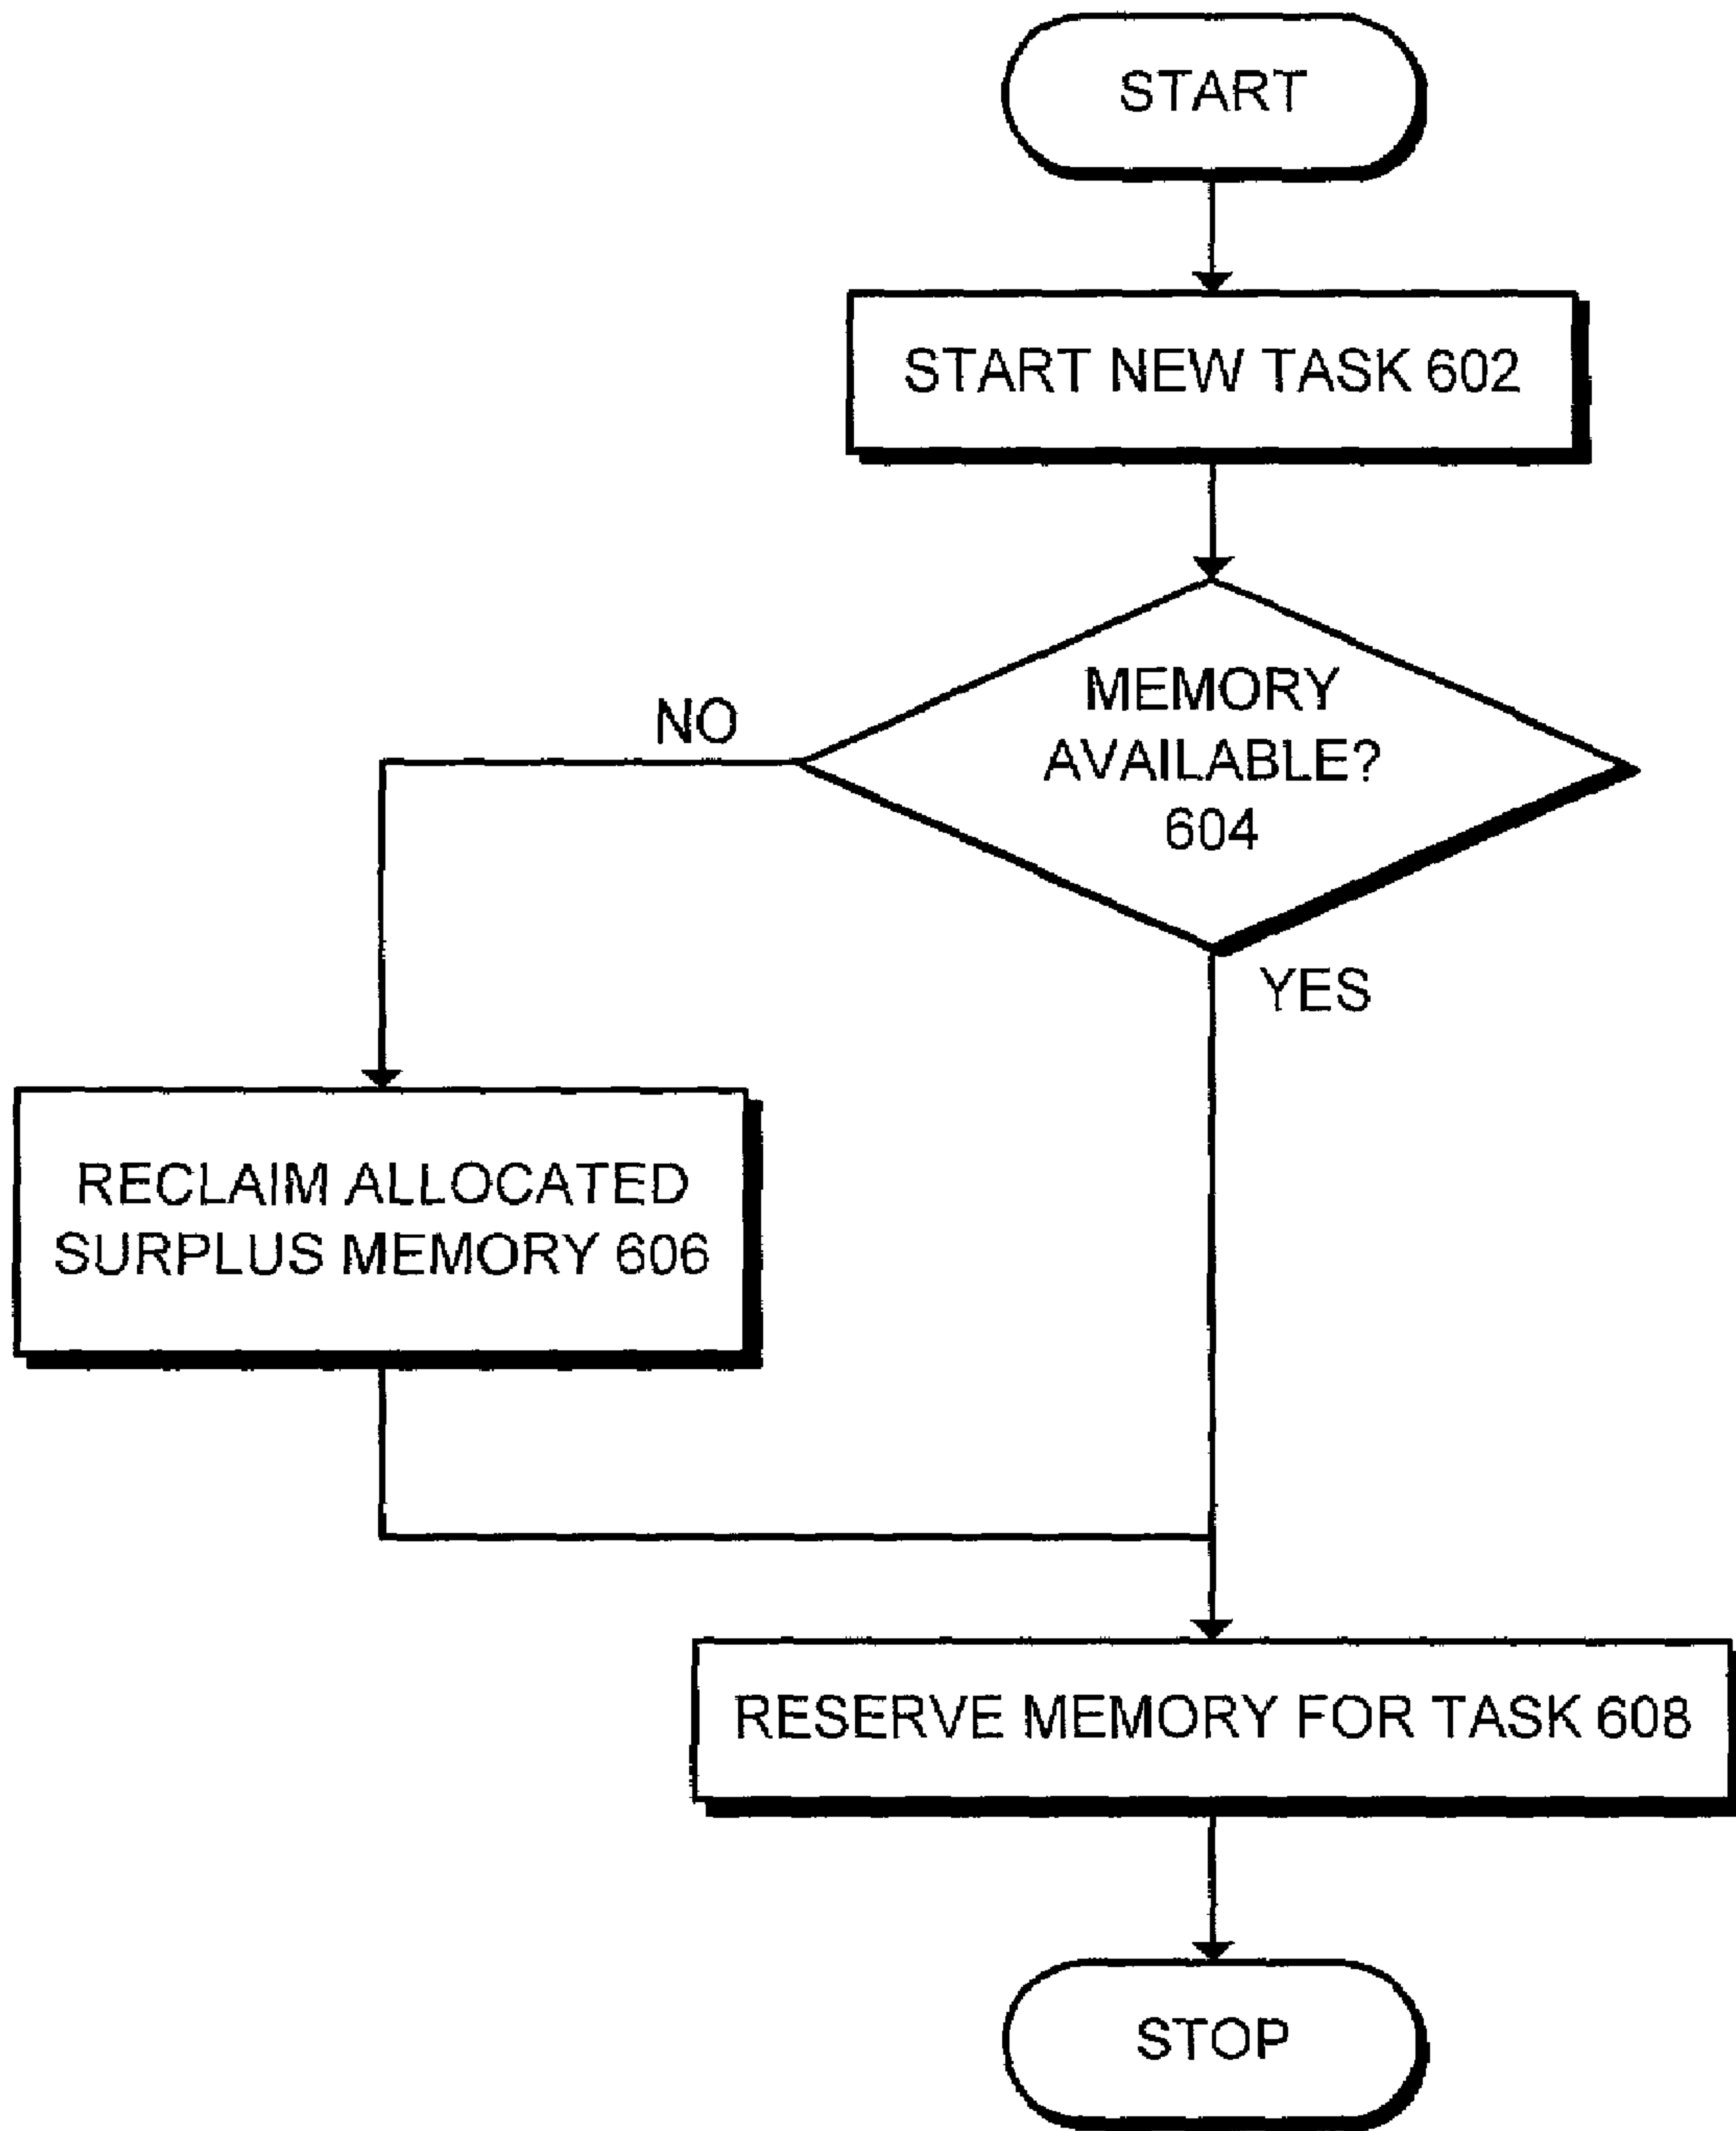 START
START NEW TASK 602
MEMORY
AVAILABLE?
604
NO
YES
RECLAIM ALLOCATED
SURPLUS MEMORY 606
RESERVE MEMORY FOR TASK 608
STOP